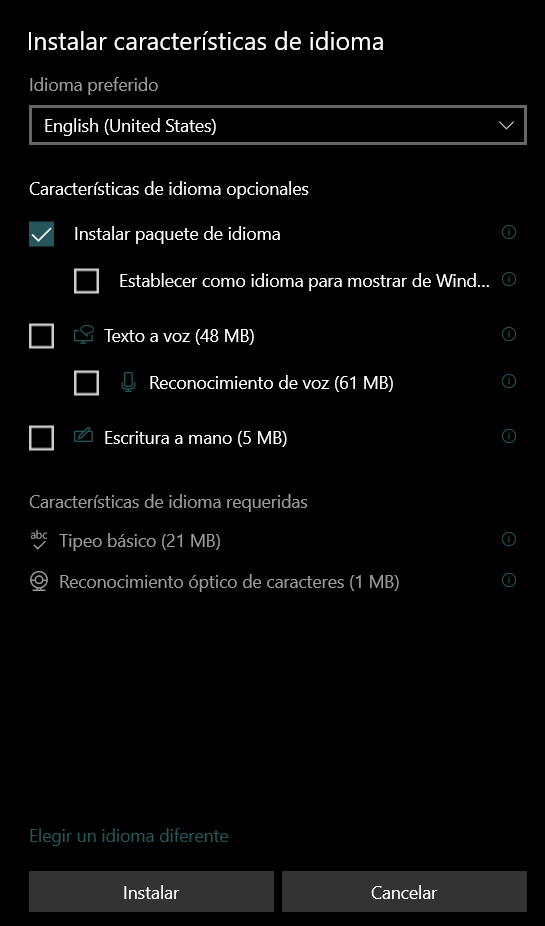 Instalar características de idioma
Idioma preferido
English (United States)
Características de idioma opcionales
Instalar paquete de idioma
Establecer como idioma para mostrar de Wind...
Texto a voz (48 MB)
Reconocimiento de voz (61 MB)
Escritura a mano (5 MB)
Características de idioma requeridas
abc
Tipeo básico (21 MB)
Reconocimiento óptico de caracteres (1 MB)
Elegir un idioma diferente
Instalar
Cancelar